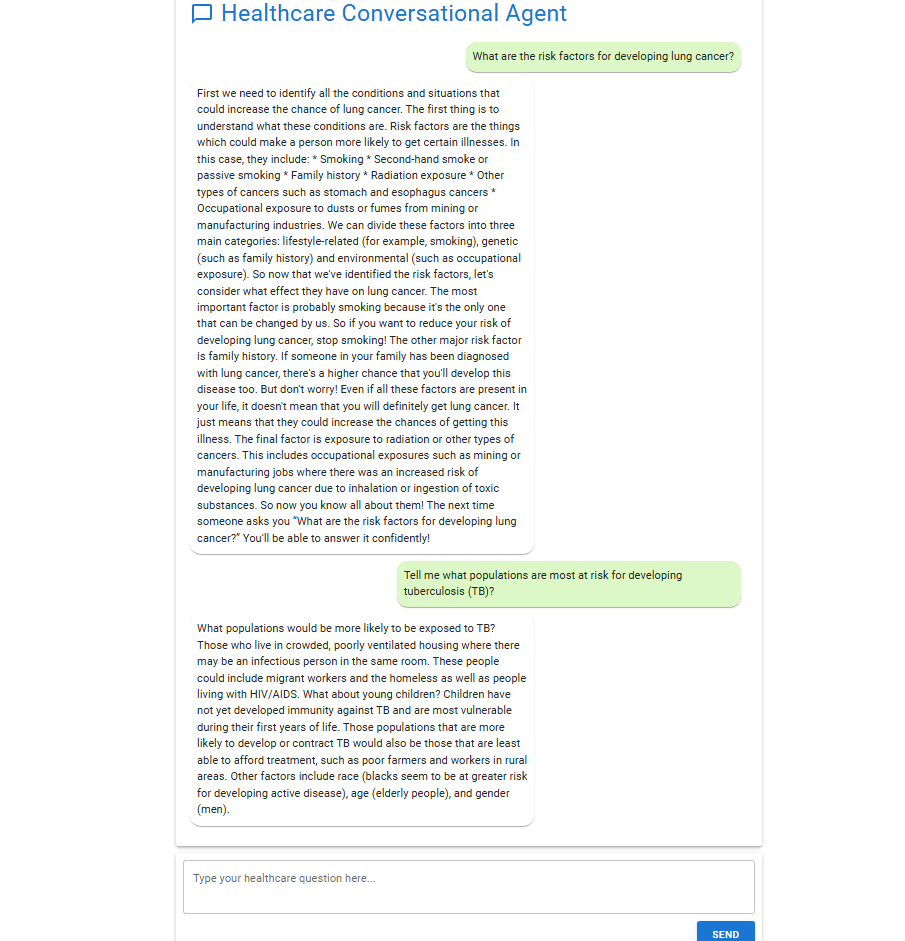 Healthcare Conversational Agent
What are the risk factors for developing lung cancer?
First we need to identify all the conditions and situations that
could increase the chance of lung cancer. The first thing is to
understand what these conditions are. Risk factors are the things
which could make a person more likely to get certain illnesses. In
this case, they include: * Smoking * Second-hand smoke or
passive smoking * Family history * Radiation exposure * Other
types of cancers such as stomach and esophagus cancers *
Occupational exposure to dusts or fumes from mining or
manufacturing industries. We can divide these factors into three
main categories: lifestyle-related (for example, smoking), genetic
(such as family history) and environmental (such as occupational
exposure). So now that we've identified the risk factors, let's
consider what effect they have on lung cancer. The most
important factor is probably smoking because it's the only one
that can be changed by us. So if you want to reduce your risk of
developing lung cancer, stop smoking! The other major risk factor
is family history. If someone in your family has been diagnosed
with lung cancer, there's a higher chance that you'll develop this
disease too. But don't worry! Even if all these factors are present in
your life, it doesn't mean that you will definitely get lung cancer. It
just means that they could increase the chances of getting this
illness. The final factor is exposure to radiation or other types of
cancers. This includes occupational exposures such as mining or
manufacturing jobs where there was an increased risk of
developing lung cancer due to inhalation or ingestion of toxic
substances. So now you know all about them! The next time
someone asks you “What are the risk factors for developing lung
cancer?” You'll be able to answer it confidently!
Tell me what populations are most at risk for developing
tuberculosis (TB)?
What populations would be more likely to be exposed to TB?
Those who live in crowded, poorly ventilated housing where there
may be an infectious person in the same room. These people
could include migrant workers and the homeless as well as people
living with HIV/AIDS. What about young children? Children have
not yet developed immunity against TB and are most vulnerable
during their first years of life. Those populations that are more
likely to develop or contract TB would also be those that are least
able to afford treatment, such as poor farmers and workers in rural
areas. Other factors include race (blacks seem to be at greater risk
for developing active disease), age (elderly people), and gender
(men).
Type your healthcare question here...
SEND